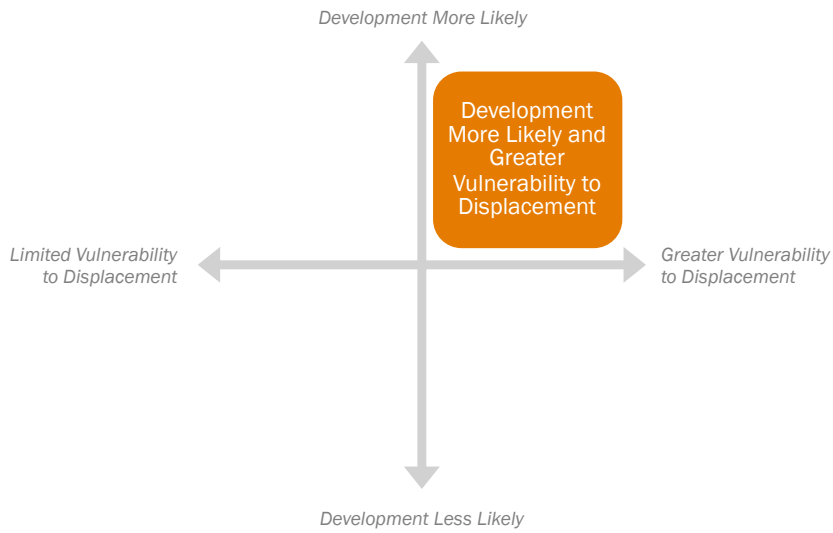 Development More Likely
Development
More Likely and
Greater
Vulnerability to
Displacement
Limited Vulnerability
to Displacement
Greater Vulnerability
to Displacement
Development Less Likely